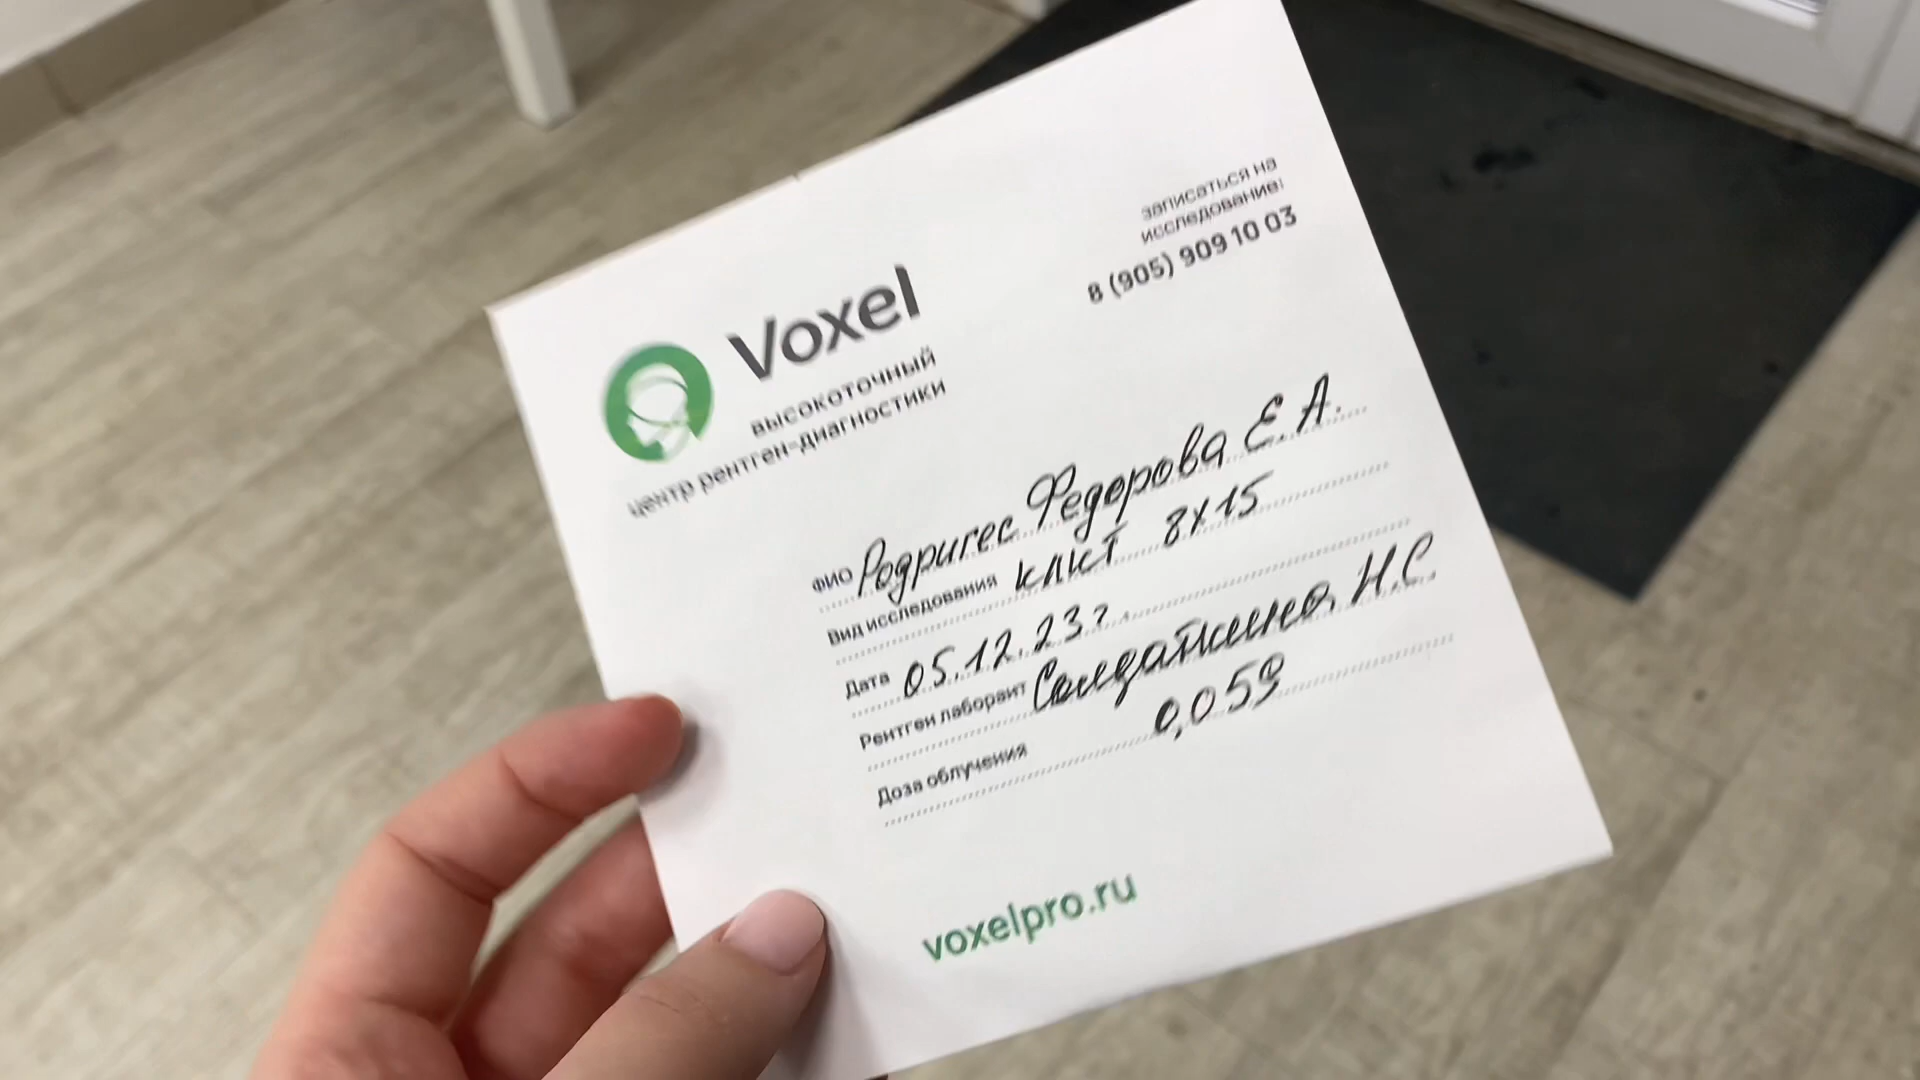 Voxel
высокоточный
центр рентген-диагностики
записаться на
исследование:
8 (905) 909 10 03
ФИО Родригес Федорова Е.А.
Вид исследования КЛКТ 8х15
Дата 05.12.23г.
Рентген лаборант Солдаткина Н.С.
Доза облучения 0,059
voxelpro.ru